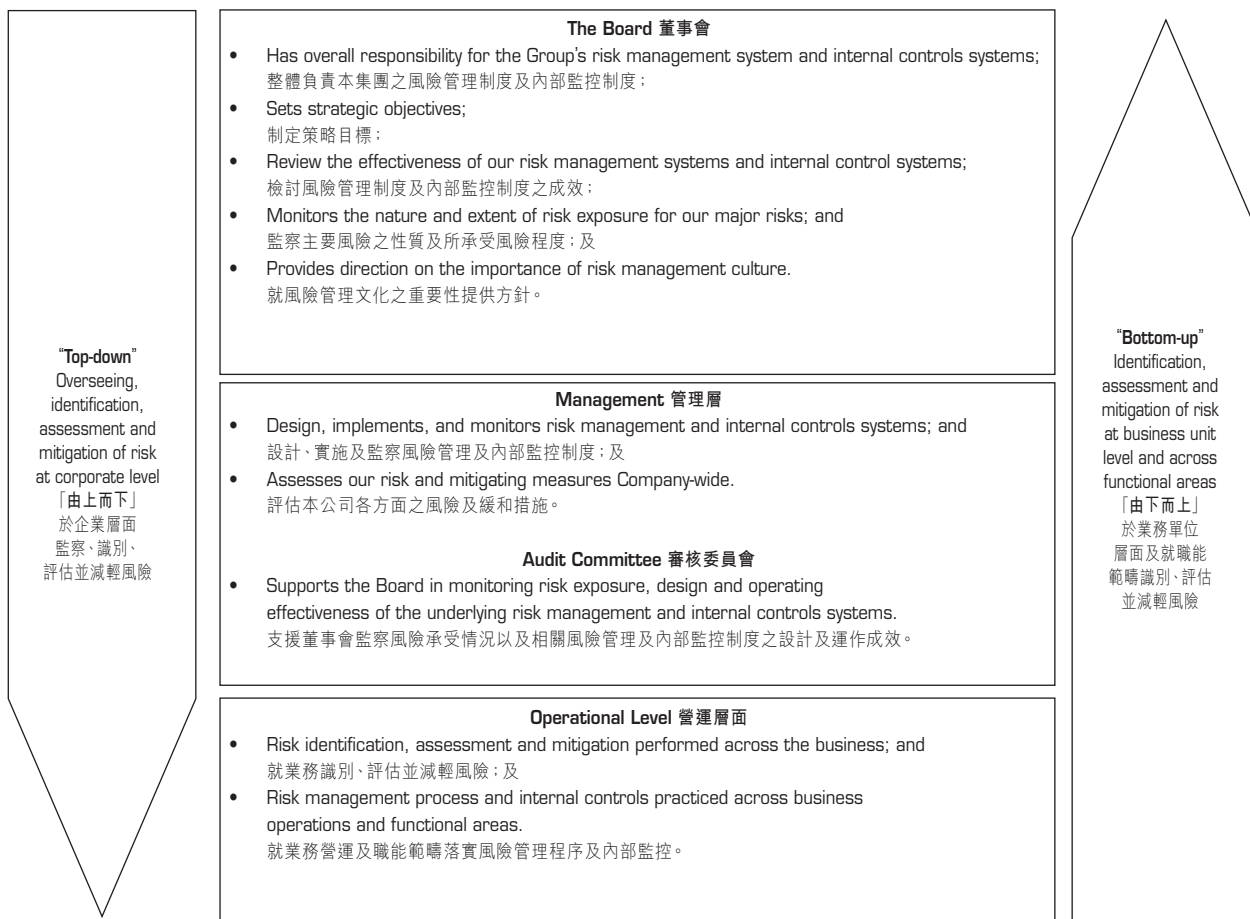 "Top-down"
Overseeing,
identification,
assessment and
mitigation of risk
at corporate level
「由上而下」
於企業層面
監察、識別、
評估並減輕風險
The Board 董事會
• Has overall responsibility for the Group's risk management system and internal controls systems;
整體負責本集團之風險管理制度及內部監控制度；
• Sets strategic objectives;
制定策略目標；
• Review the effectiveness of our risk management systems and internal control systems;
檢討風險管理制度及內部監控制度之成效；
• Monitors the nature and extent of risk exposure for our major risks; and
監察主要風險之性質及所承受風險程度；及
• Provides direction on the importance of risk management culture.
就風險管理文化之重要性提供方針。
Management 管理層
• Design, implements, and monitors risk management and internal controls systems; and
設計、實施及監察風險管理及內部監控制度；及
• Assesses our risk and mitigating measures Company-wide.
評估本公司各方面之風險及緩和措施。
Audit Committee 審核委員會
• Supports the Board in monitoring risk exposure, design and operating
effectiveness of the underlying risk management and internal controls systems.
支援董事會監察風險承受情況以及相關風險管理及內部監控制度之設計及運作成效。
Operational Level 營運層面
• Risk identification, assessment and mitigation performed across the business; and
就業務識別、評估並減輕風險；及
• Risk management process and internal controls practiced across business
operations and functional areas.
就業務營運及職能範疇落實風險管理程序及內部監控。
"Bottom-up"
Identification,
assessment and
mitigation of risk
at business unit
level and across
functional areas
「由下而上」
於業務單位
層面及就職能
範疇識別、評估
並減輕風險